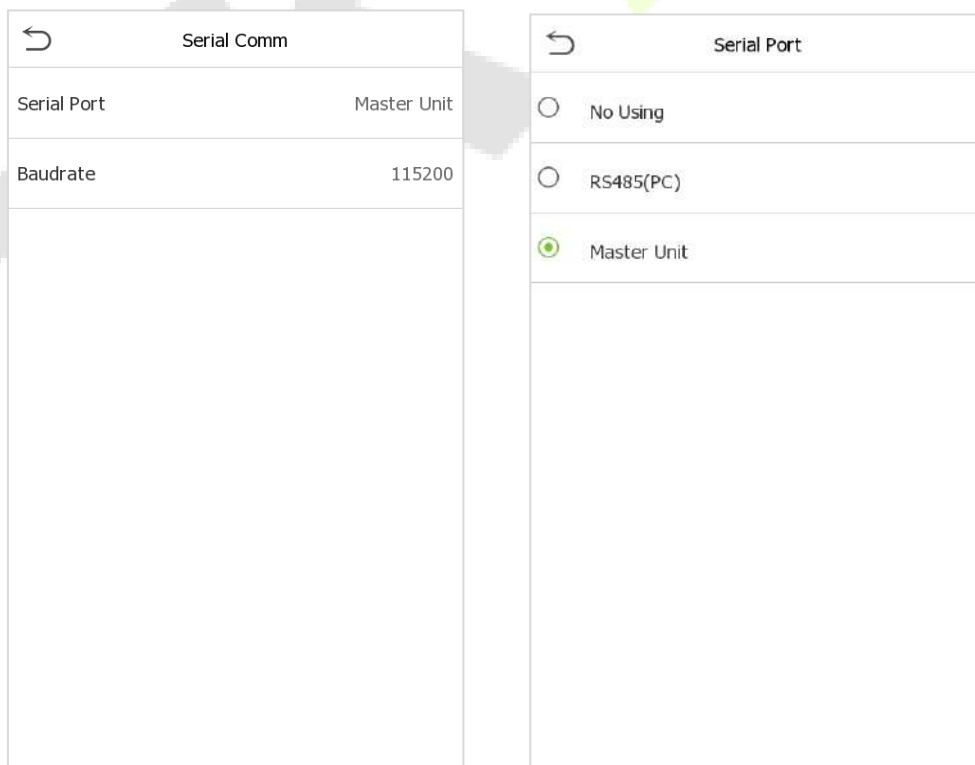 Serial Comm
Serial Port Master Unit
Baudrate 115200
Serial Port
No Using
RS485(PC)
Master Unit